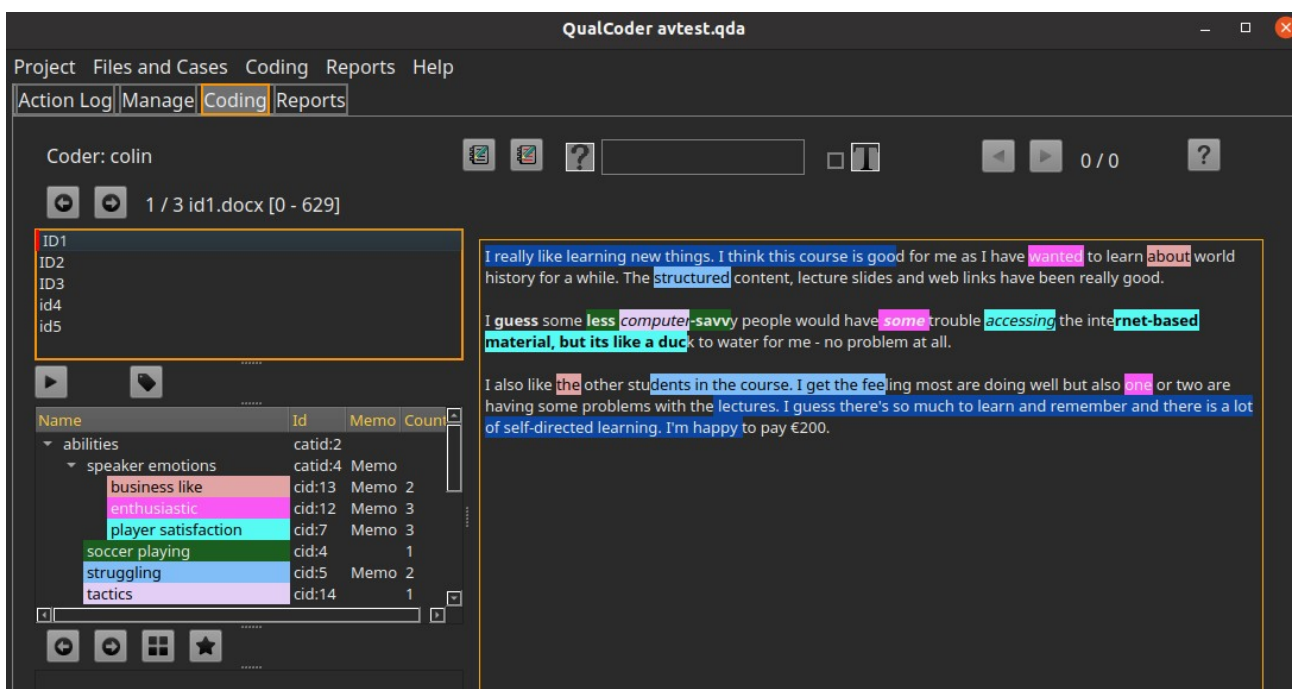 QualCoder avtest.qda
Project Files and Cases Coding Reports Help
Action Log Manage Coding Reports
Coder: colin
0 / 0
1 / 3 id1.docx [0 - 629]
ID1
ID2
ID3
id4
id5
Name Id Memo Count
abilities catid:2
speaker emotions catid:4 Memo
business like cid:13 Memo 2
enthusiastic cid:12 Memo 3
player satisfaction cid:7 Memo 3
soccer playing cid:4 1
struggling cid:5 Memo 2
tactics cid:14 1
I really like learning new things. I think this course is good for me as I have wanted to learn about world
history for a while. The structured content, lecture slides and web links have been really good.
I guess some less computer-savvy people would have some trouble accessing the internet-based
material, but its like a duck to water for me - no problem at all.
I also like the other students in the course. I get the feeling most are doing well but also one or two are
having some problems with the lectures. I guess there's so much to learn and remember and there is a lot
of self-directed learning. I'm happy to pay €200.